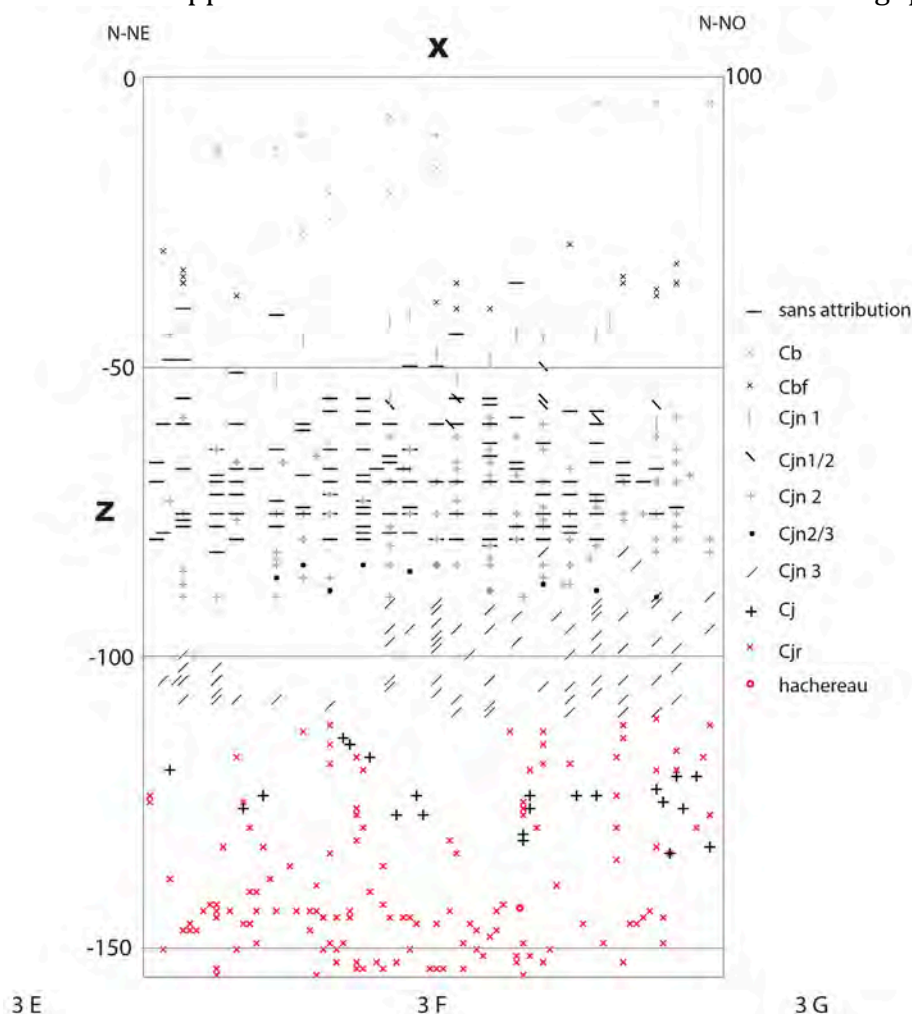 N-NE
X
N-NO
0
100
-50
Z
-100
-150
sans attribution
Cb
Cbf
Cjn 1
Cjn1/2
Cjn 2
Cjn2/3
Cjn 3
Cj
Cjr
hachereau
3 E
3 F
3 G